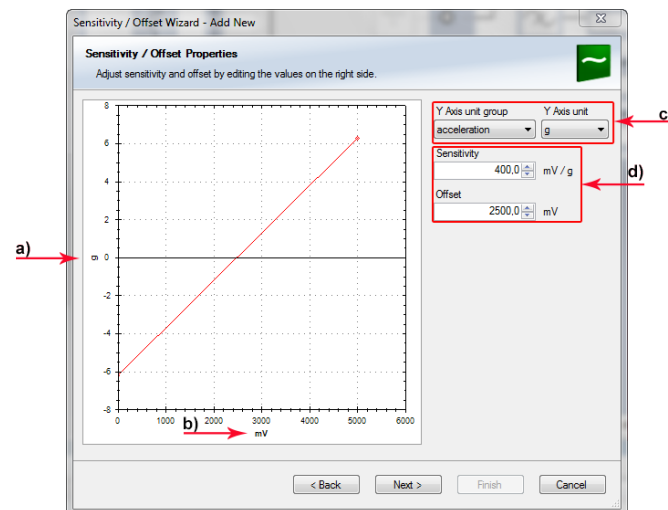 Sensitivity / Offset Wizard - Add New
Sensitivity / Offset Properties
Adjust sensitivity and offset by editing the values on the right side.
8
6
4
2
0
-2
-4
-6
-8
g
0 1000 2000 3000 4000 5000 6000
mV
a)
b)
Y Axis unit group Y Axis unit
acceleration g
c
Sensitivity
400,0 mV / g
d)
Offset
2500,0 mV
< Back Next > Finish Cancel